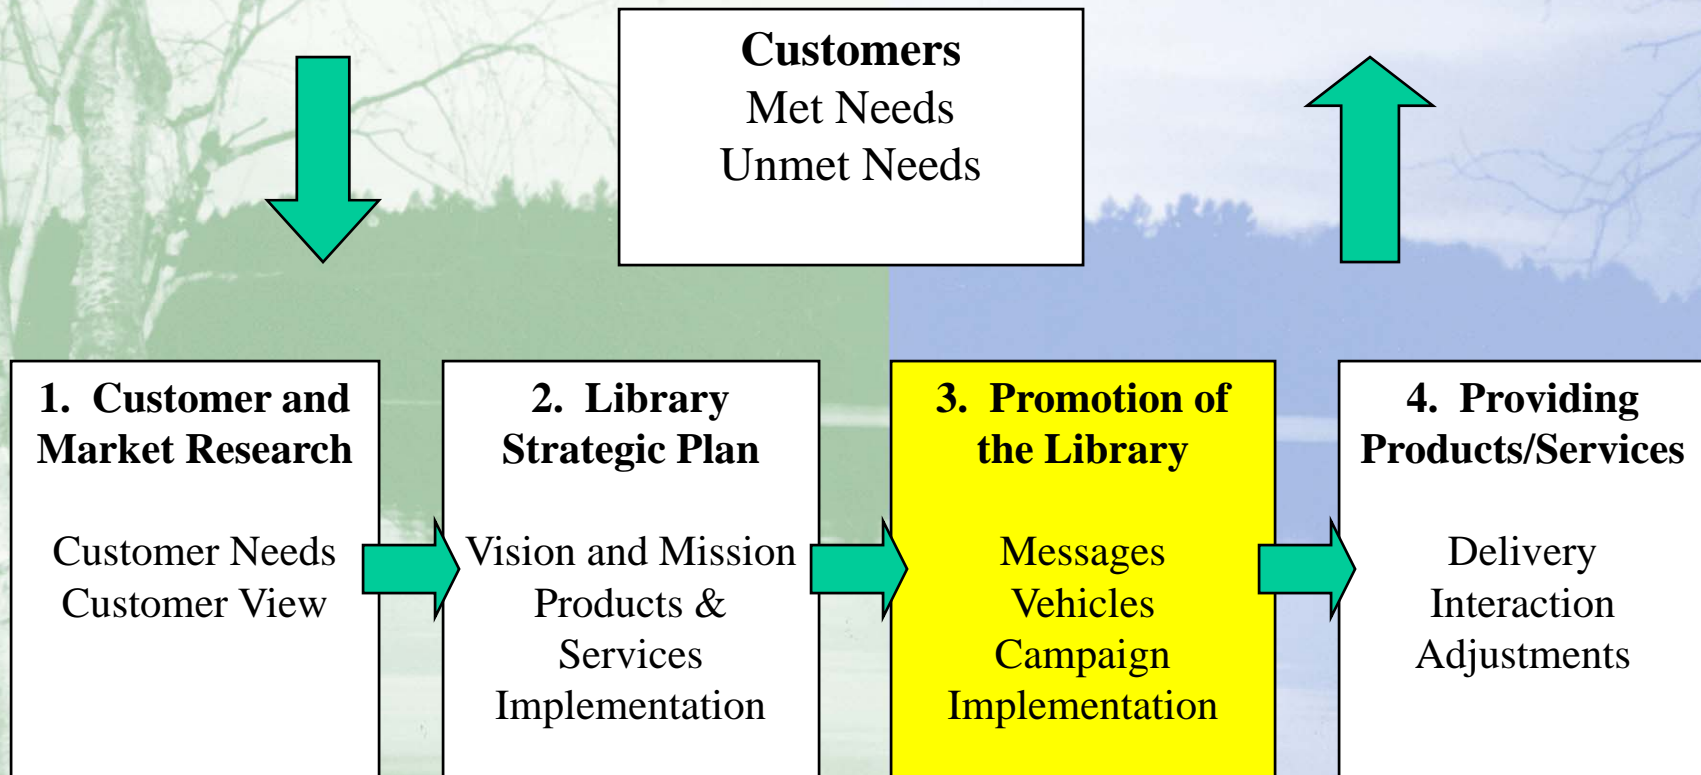 Customers
Met Needs
Unmet Needs
1. Customer and
Market Research
Customer Needs
Customer View
2. Library
Strategic Plan
Vision and Mission
Products &
Services
Implementation
3. Promotion of
the Library
Messages
Vehicles
Campaign
Implementation
4. Providing
Products/Services
Delivery
Interaction
Adjustments